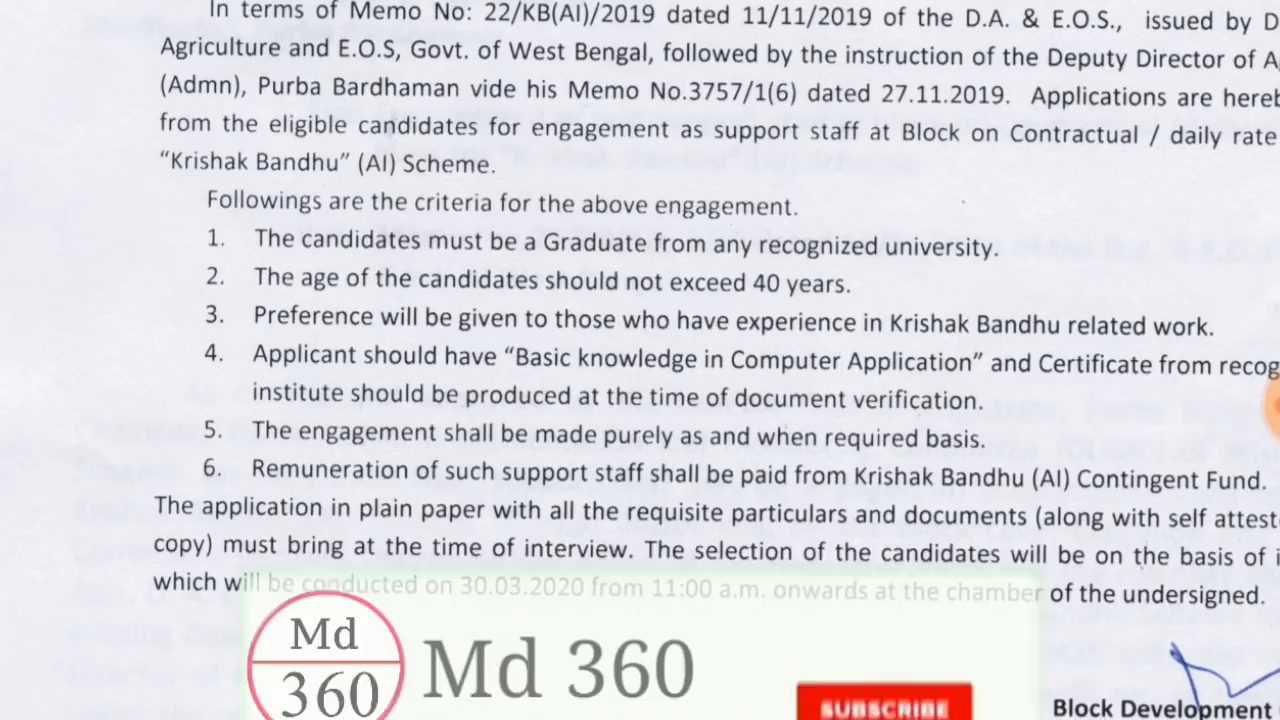 In terms of Memo No: 22/KB(AI)/2019 dated 11/11/2019 of the D.A. & E.O.S., issued by D
Agriculture and E.O.S, Govt. of West Bengal, followed by the instruction of the Deputy Director of A
(Admn), Purba Bardhaman vide his Memo No.3757/1(6) dated 27.11.2019. Applications are hereb
from the eligible candidates for engagement as support staff at Block on Contractual / daily rate
“Krishak Bandhu” (AI) Scheme.
Followings are the criteria for the above engagement.
1. The candidates must be a Graduate from any recognized university.
2. The age of the candidates should not exceed 40 years.
3. Preference will be given to those who have experience in Krishak Bandhu related work.
4. Applicant should have “Basic knowledge in Computer Application” and Certificate from recog
institute should be produced at the time of document verification.
5. The engagement shall be made purely as and when required basis.
6. Remuneration of such support staff shall be paid from Krishak Bandhu (AI) Contingent Fund.
The application in plain paper with all the requisite particulars and documents (along with self attest
copy) must bring at the time of interview. The selection of the candidates will be on the basis of i
which will be conducted on 30.03.2020 from 11:00 a.m. onwards at the chamber of the undersigned.
Md
360
Md 360
SUBSCRIBE
Block Development